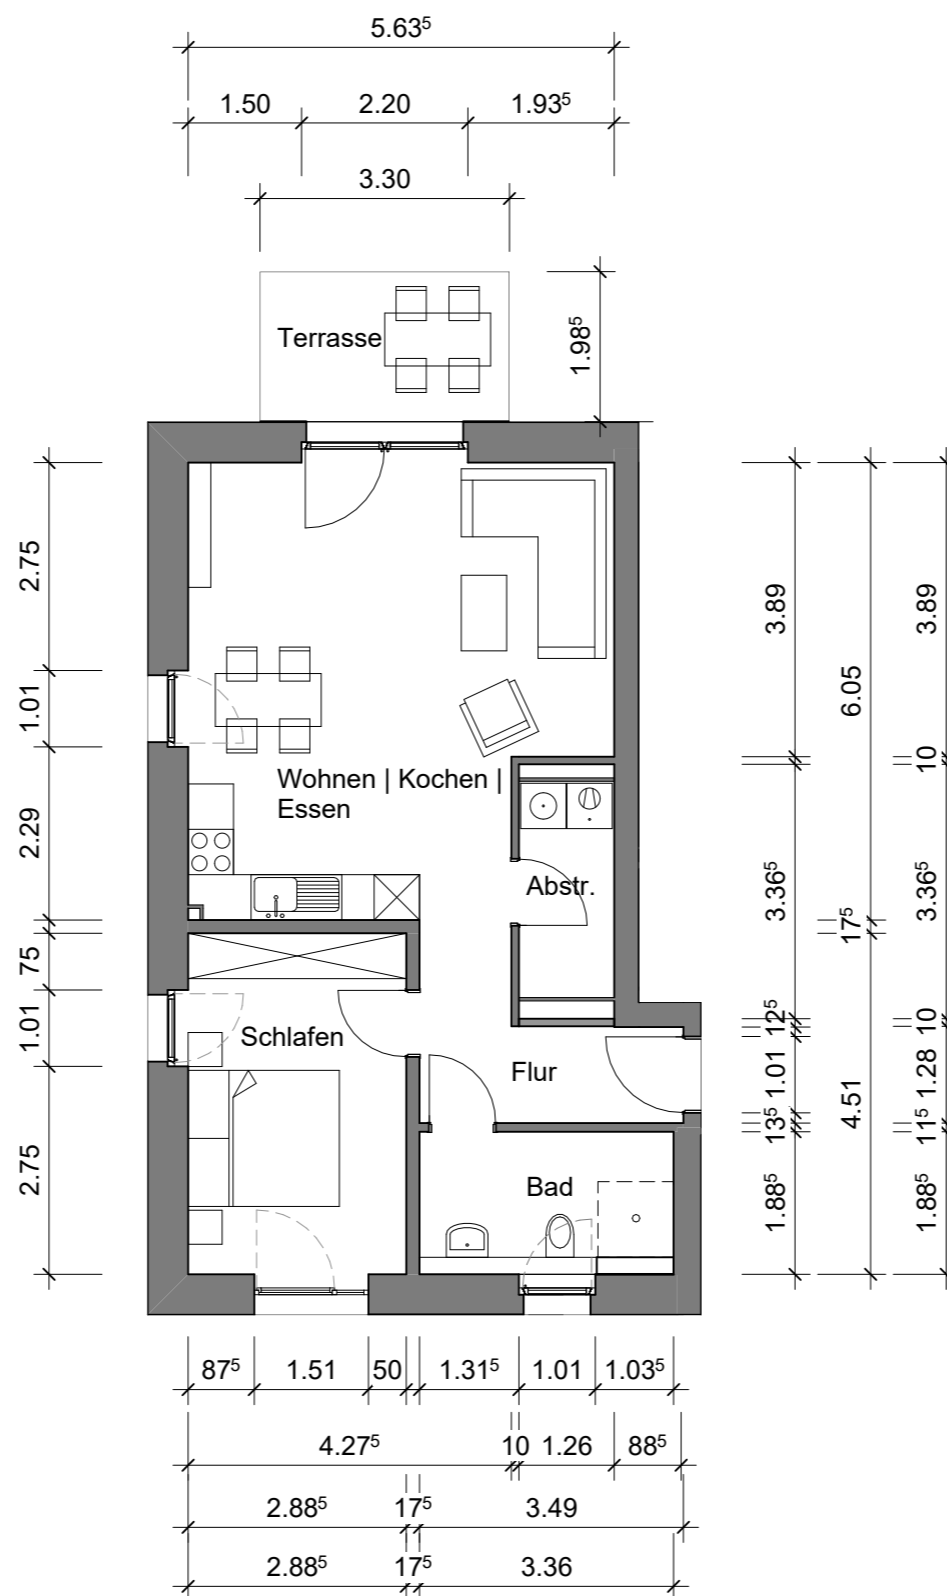 5.63⁵
1.50 2.20 1.93⁵
3.30
1.98⁵
Terrasse
2.75
1.01
2.29
75
1.01
2.75
3.89
3.36⁵
12⁵
1.01
13⁵
1.88⁵
6.05
17⁵
4.51
3.89
10
3.36⁵
10
1.28
11⁵
1.88⁵
Wohnen | Kochen |
Essen
Abstr.
Schlafen
Flur
Bad
87⁵ 1.51 50 1.31⁵ 1.01 1.03⁵
4.27⁵ 10 1.26 88⁵
2.88⁵ 17⁵ 3.49
2.88⁵ 17⁵ 3.36